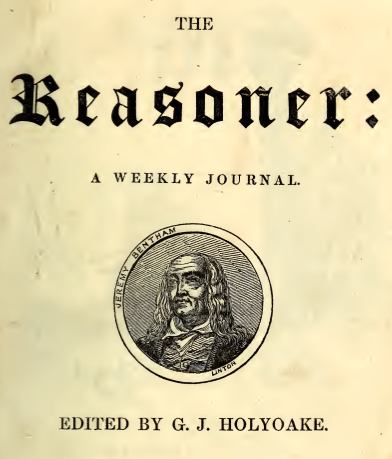 THE
Reasoner:
A WEEKLY JOURNAL.
JEREMY BENTHAM
LINTON
EDITED BY G. J. HOLYOAKE.